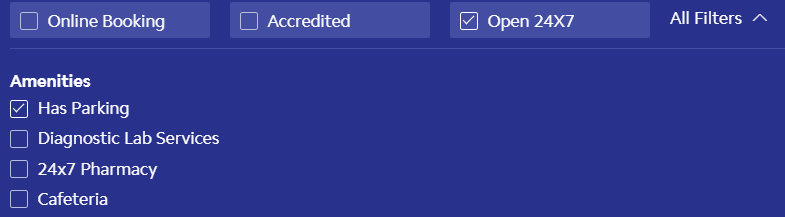 Online Booking Accredited Open 24X7 All Filters
Amenities
Has Parking
Diagnostic Lab Services
24x7 Pharmacy
Cafeteria